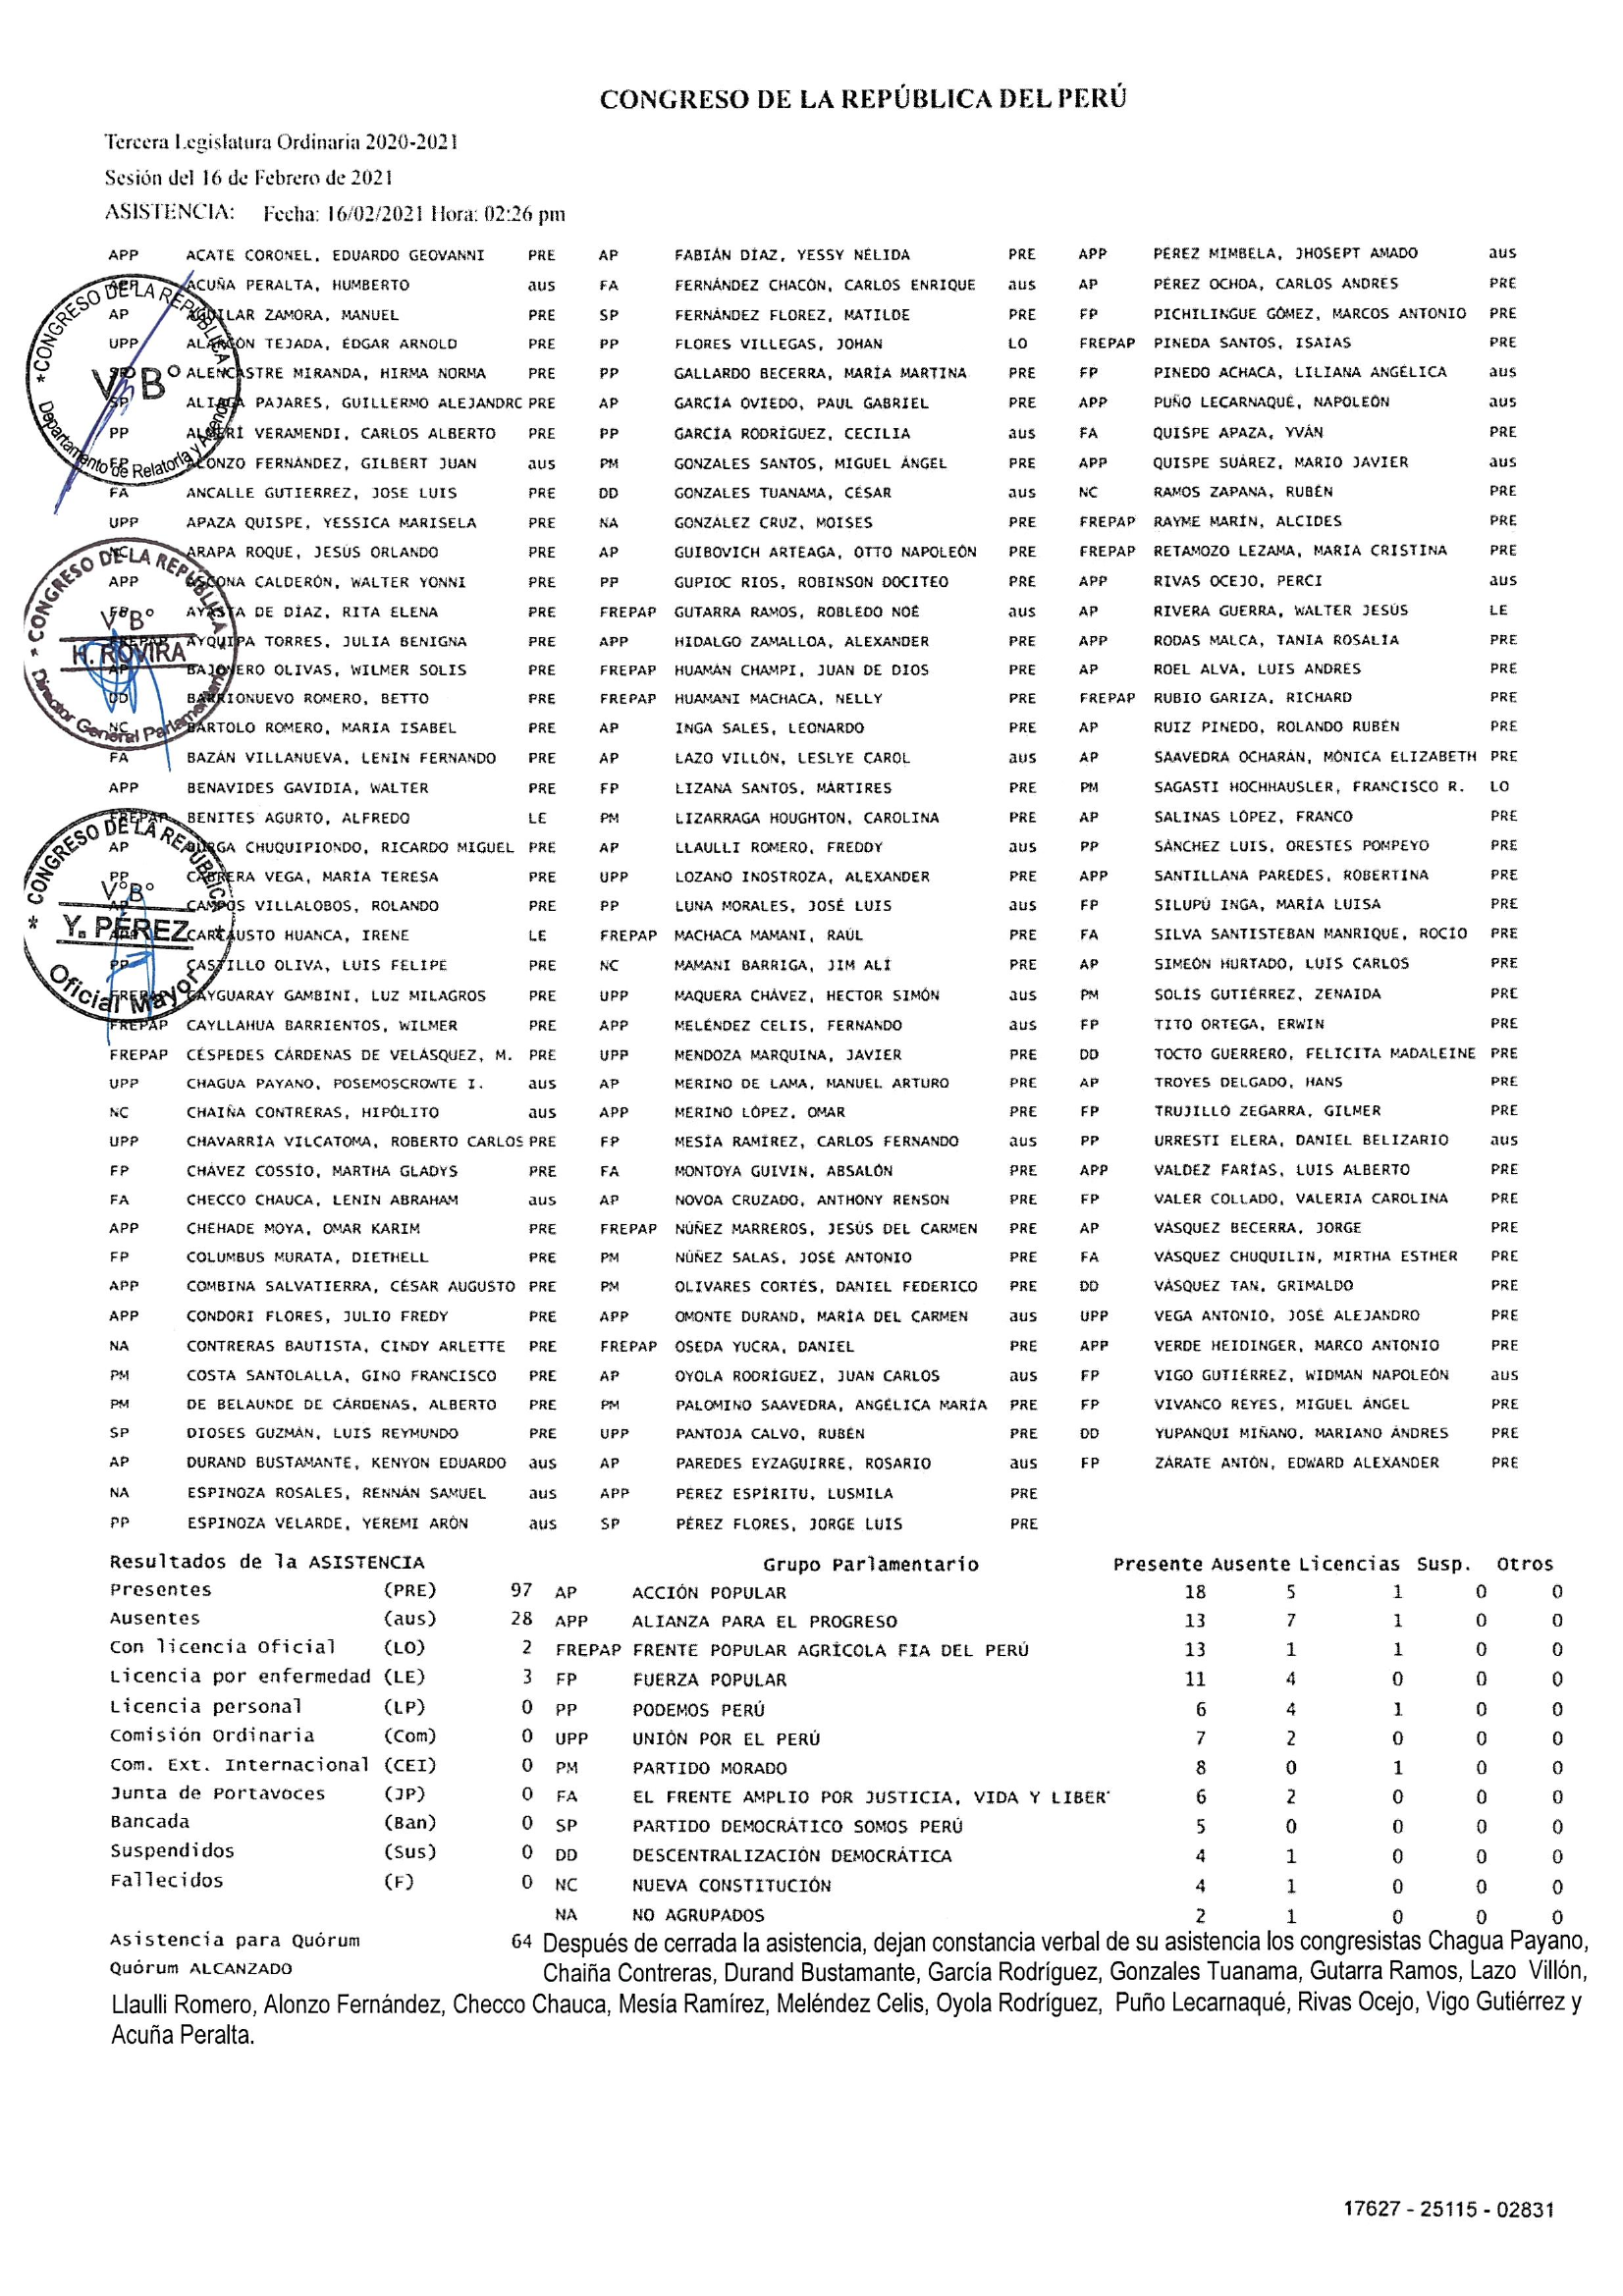 CONGRESO DE LA REPÚBLICA DEL PERÚ
Tercera Legislatura Ordinaria 2020-2021
Sesión del 16 de Febrero de 2021
ASISTENCIA: Fecha: 16/02/2021 Hora: 02:26 pm
APP ACATE CORONEL, EDUARDO GEOVANNI PRE AP FABIÁN DÍAZ, YESSY NÉLIDA PRE APP PÉREZ MIMBELA, JHOSEPT AMADO aus
APP ACUÑA PERALTA, HUMBERTO aus FA FERNÁNDEZ CHACÓN, CARLOS ENRIQUE aus AP PÉREZ OCHOA, CARLOS ANDRES PRE
AP AGUILAR ZAMORA, MANUEL PRE SP FERNÁNDEZ FLOREZ, MATILDE PRE FP PICHILINGUE GÓMEZ, MARCOS ANTONIO PRE
UPP ALARCÓN TEJADA, EDGAR ARNOLD PRE PP FLORES VILLEGAS, JOHAN LO FREPAP PINEDA SANTOS, ISAIAS PRE
SP ALENCASTRE MIRANDA, HIRMA NORMA PRE PP GALLARDO BECERRA, MARÍA MARTINA PRE FP PINEDO ACHACA, LILIANA ANGÉLICA aus
SP ALIAGA PAJARES, GUILLERMO ALEJANDRO PRE AP GARCÍA OVIEDO, PAUL GABRIEL PRE APP PUÑO LECARNAQUÉ, NAPOLEÓN aus
PP ALMERÍ VERAMENDI, CARLOS ALBERTO PRE PP GARCÍA RODRÍGUEZ, CECILIA aus FA QUISPE APAZA, YVÁN PRE
FP ALONZO FERNÁNDEZ, GILBERT JUAN aus PM GONZALES SANTOS, MIGUEL ÁNGEL PRE APP QUISPE SUÁREZ, MARIO JAVIER aus
FA ANCALLE GUTIERREZ, JOSE LUIS PRE DD GONZALES TUANAMA, CÉSAR aus NC RAMOS ZAPANA, RUBÉN PRE
UPP APAZA QUISPE, YESSICA MARISELA PRE NA GONZÁLEZ CRUZ, MOISES PRE FREPAP RAYME MARÍN, ALCIDES PRE
NC ARAPA ROQUE, JESÚS ORLANDO PRE AP GUIBOVICH ARTEAGA, OTTO NAPOLEÓN PRE FREPAP RETAMOZO LEZAMA, MARIA CRISTINA PRE
APP ASCONA CALDERÓN, WALTER YONNI PRE PP GUPIOC RIOS, ROBINSON DOCITEO PRE APP RIVAS OCEJO, PERCI aus
FP AYASTA DE DÍAZ, RITA ELENA PRE FREPAP GUTARRA RAMOS, ROBLEDO NOÉ aus AP RIVERA GUERRA, WALTER JESÚS LE
FREPAP AYQUIPA TORRES, JULIA BENIGNA PRE APP HIDALGO ZAMALLOA, ALEXANDER PRE APP RODAS MALCA, TANIA ROSALIA PRE
AP BAJONERO OLIVAS, WILMER SOLIS PRE FREPAP HUAMÁN CHAMPI, JUAN DE DIOS PRE AP ROEL ALVA, LUIS ANDRES PRE
DD BARRIONUEVO ROMERO, BETTO PRE FREPAP HUAMANI MACHACA, NELLY PRE FREPAP RUBIO GARIZA, RICHARD PRE
NC BARTOLO ROMERO, MARIA ISABEL PRE AP INGA SALES, LEONARDO PRE AP RUIZ PINEDO, ROLANDO RUBÉN PRE
FA BAZÁN VILLANUEVA, LENIN FERNANDO PRE AP LAZO VILLÓN, LESLYE CAROL aus AP SAAVEDRA OCHARÁN, MÓNICA ELIZABETH PRE
APP BENAVIDES GAVIDIA, WALTER PRE FP LIZANA SANTOS, MÁRTIRES PRE PM SAGASTI HOCHHAUSLER, FRANCISCO R. LO
FREPAP BENITES AGURTO, ALFREDO LE PM LIZARRAGA HOUGHTON, CAROLINA PRE AP SALINAS LÓPEZ, FRANCO PRE
AP BURGA CHUQUIPIONDO, RICARDO MIGUEL PRE AP LLAULLI ROMERO, FREDDY aus PP SÁNCHEZ LUIS, ORESTES POMPEYO PRE
PP CABRERA VEGA, MARÍA TERESA PRE UPP LOZANO INOSTROZA, ALEXANDER PRE APP SANTILLANA PAREDES, ROBERTINA PRE
AP CAMPOS VILLALOBOS, ROLANDO PRE PP LUNA MORALES, JOSÉ LUIS aus FP SILUPÚ INGA, MARÍA LUISA PRE
APP CARCAUSTO HUANCA, IRENE LE FREPAP MACHACA MAMANI, RAÚL PRE FA SILVA SANTISTEBAN MANRIQUE, ROCÍO PRE
PP CASTILLO OLIVA, LUIS FELIPE PRE NC MAMANI BARRIGA, JIM ALÍ PRE AP SIMEÓN HURTADO, LUIS CARLOS PRE
FREPAP CAYGUARAY GAMBINI, LUZ MILAGROS PRE UPP MAQUERA CHÁVEZ, HECTOR SIMÓN aus PM SOLÍS GUTIÉRREZ, ZENAIDA PRE
FREPAP CAYLLAHUA BARRIENTOS, WILMER PRE APP MELÉNDEZ CELIS, FERNANDO aus FP TITO ORTEGA, ERWIN PRE
FREPAP CÉSPEDES CÁRDENAS DE VELÁSQUEZ, M. PRE UPP MENDOZA MARQUINA, JAVIER PRE DD TOCTO GUERRERO, FELICITA MADALEINE PRE
UPP CHAGUA PAYANO, POSEMOSCROWTE I. aus AP MERINO DE LAMA, MANUEL ARTURO PRE AP TROYES DELGADO, HANS PRE
NC CHAIÑA CONTRERAS, HIPÓLITO aus APP MERINO LÓPEZ, OMAR PRE FP TRUJILLO ZEGARRA, GILMER PRE
UPP CHAVARRÍA VILCATOMA, ROBERTO CARLOS PRE FP MESÍA RAMÍREZ, CARLOS FERNANDO aus PP URRESTI ELERA, DANIEL BELIZARIO aus
FP CHÁVEZ COSSÍO, MARTHA GLADYS PRE FA MONTOYA GUIVIN, ABSALÓN PRE APP VALDEZ FARÍAS, LUIS ALBERTO PRE
FA CHECCO CHAUCA, LENIN ABRAHAM aus AP NOVOA CRUZADO, ANTHONY RENSON PRE FP VALER COLLADO, VALERIA CAROLINA PRE
APP CHEHADE MOYA, OMAR KARIM PRE FREPAP NÚÑEZ MARREROS, JESÚS DEL CARMEN PRE AP VÁSQUEZ BECERRA, JORGE PRE
FP COLUMBUS MURATA, DIETHELL PRE PM NÚÑEZ SALAS, JOSÉ ANTONIO PRE FA VÁSQUEZ CHUQUILIN, MIRTHA ESTHER PRE
APP COMBINA SALVATIERRA, CÉSAR AUGUSTO PRE PM OLIVARES CORTÉS, DANIEL FEDERICO PRE DD VÁSQUEZ TAN, GRIMALDO PRE
APP CONDORI FLORES, JULIO FREDY PRE APP OMONTE DURAND, MARÍA DEL CARMEN aus UPP VEGA ANTONIO, JOSÉ ALEJANDRO PRE
NA CONTRERAS BAUTISTA, CINDY ARLETTE PRE FREPAP OSEDA YUCRA, DANIEL PRE APP VERDE HEIDINGER, MARCO ANTONIO PRE
PM COSTA SANTOLALLA, GINO FRANCISCO PRE AP OYOLA RODRÍGUEZ, JUAN CARLOS aus FP VIGO GUTIÉRREZ, WIDMAN NAPOLEÓN aus
PM DE BELAUNDE DE CÁRDENAS, ALBERTO PRE PM PALOMINO SAAVEDRA, ANGÉLICA MARÍA PRE FP VIVANCO REYES, MIGUEL ÁNGEL PRE
SP DIOSES GUZMÁN, LUIS REYMUNDO PRE UPP PANTOJA CALVO, RUBÉN PRE DD YUPANQUI MIÑANO, MARIANO ÁNDRES PRE
AP DURAND BUSTAMANTE, KENYON EDUARDO aus AP PAREDES EYZAGUIRRE, ROSARIO aus FP ZÁRATE ANTÓN, EDWARD ALEXANDER PRE
NA ESPINOZA ROSALES, RENNÁN SAMUEL aus APP PÉREZ ESPÍRITU, LUSMILA PRE
PP ESPINOZA VELARDE, YEREMI ARÓN aus SP PÉREZ FLORES, JORGE LUIS PRE
*CONGRESO DE LA REPÚBLICA*
V°B°
Departamento de Relatoría y Agenda
* CONGRESO DE LA REPÚBLICA *
V°B°
H. ROVIRA
Director General Parlamentario
* CONGRESO DE LA REPÚBLICA *
V°B°
Y. PÉREZ
Oficial Mayor
Resultados de la ASISTENCIA Grupo Parlamentario Presente Ausente Licencias Susp. Otros
Presentes (PRE) 97 AP ACCIÓN POPULAR 18 5 1 0 0
Ausentes (aus) 28 APP ALIANZA PARA EL PROGRESO 13 7 1 0 0
Con licencia Oficial (LO) 2 FREPAP FRENTE POPULAR AGRÍCOLA FIA DEL PERÚ 13 1 1 0 0
Licencia por enfermedad (LE) 3 FP FUERZA POPULAR 11 4 0 0 0
Licencia personal (LP) 0 PP PODEMOS PERÚ 6 4 1 0 0
Comisión Ordinaria (Com) 0 UPP UNIÓN POR EL PERÚ 7 2 0 0 0
Com. Ext. Internacional (CEI) 0 PM PARTIDO MORADO 8 0 1 0 0
Junta de Portavoces (JP) 0 FA EL FRENTE AMPLIO POR JUSTICIA, VIDA Y LIBER 6 2 0 0 0
Bancada (Ban) 0 SP PARTIDO DEMOCRÁTICO SOMOS PERÚ 5 0 0 0 0
Suspendidos (Sus) 0 DD DESCENTRALIZACIÓN DEMOCRÁTICA 4 1 0 0 0
Fallecidos (F) 0 NC NUEVA CONSTITUCIÓN 4 1 0 0 0
NA NO AGRUPADOS 2 1 0 0 0
Asistencia para Quórum 64 Después de cerrada la asistencia, dejan constancia verbal de su asistencia los congresistas Chagua Payano,
Quórum ALCANZADO Chaiña Contreras, Durand Bustamante, García Rodríguez, Gonzales Tuanama, Gutarra Ramos, Lazo Villón,
Llaulli Romero, Alonzo Fernández, Checco Chauca, Mesía Ramírez, Meléndez Celis, Oyola Rodríguez, Puño Lecarnaqué, Rivas Ocejo, Vigo Gutiérrez y
Acuña Peralta.
17627 - 25115 - 02831